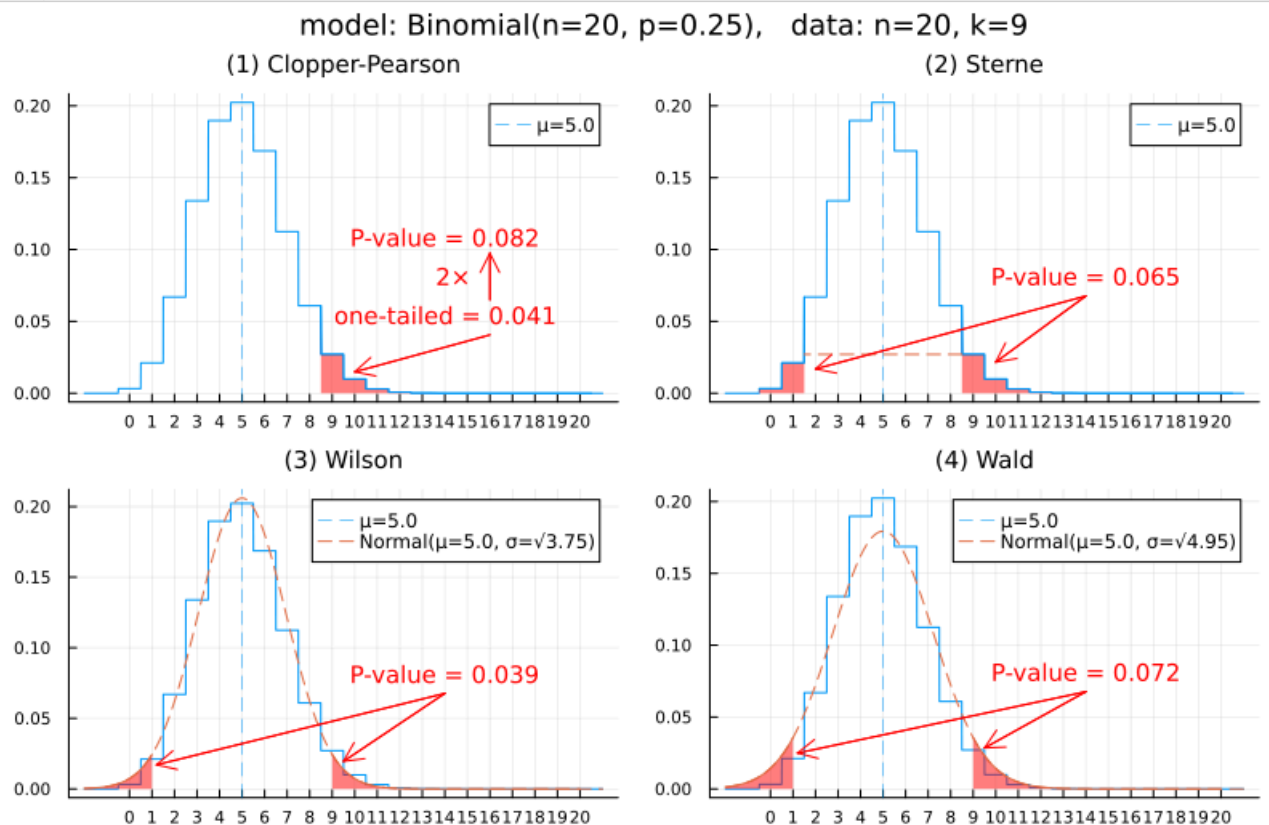 model: Binomial(n=20, p=0.25),   data: n=20, k=9
(1) Clopper-Pearson
0.20
0.15
0.10
0.05
0.00
μ=5.0
P-value = 0.082
2×
one-tailed = 0.041
0 1 2 3 4 5 6 7 8 9 10 11 12 13 14 15 16 17 18 19 20
(2) Sterne
0.20
0.15
0.10
0.05
0.00
μ=5.0
P-value = 0.065
0 1 2 3 4 5 6 7 8 9 10 11 12 13 14 15 16 17 18 19 20
(3) Wilson
0.20
0.15
0.10
0.05
0.00
μ=5.0
Normal(μ=5.0, σ=√3.75)
P-value = 0.039
0 1 2 3 4 5 6 7 8 9 10 11 12 13 14 15 16 17 18 19 20
(4) Wald
0.20
0.15
0.10
0.05
0.00
μ=5.0
Normal(μ=5.0, σ=√4.95)
P-value = 0.072
0 1 2 3 4 5 6 7 8 9 10 11 12 13 14 15 16 17 18 19 20